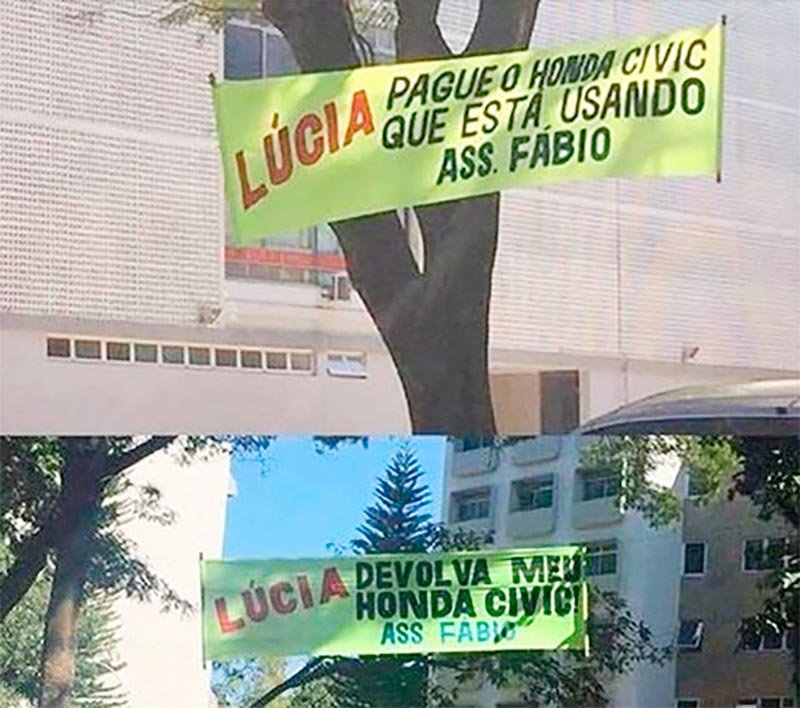 LÚCIA PAGUE O HONDA CIVIC
QUE ESTÁ USANDO
ASS. FÁBIO
LÚCIA DEVOLVA MEU
HONDA CIVIC!
ASS FÁBIO